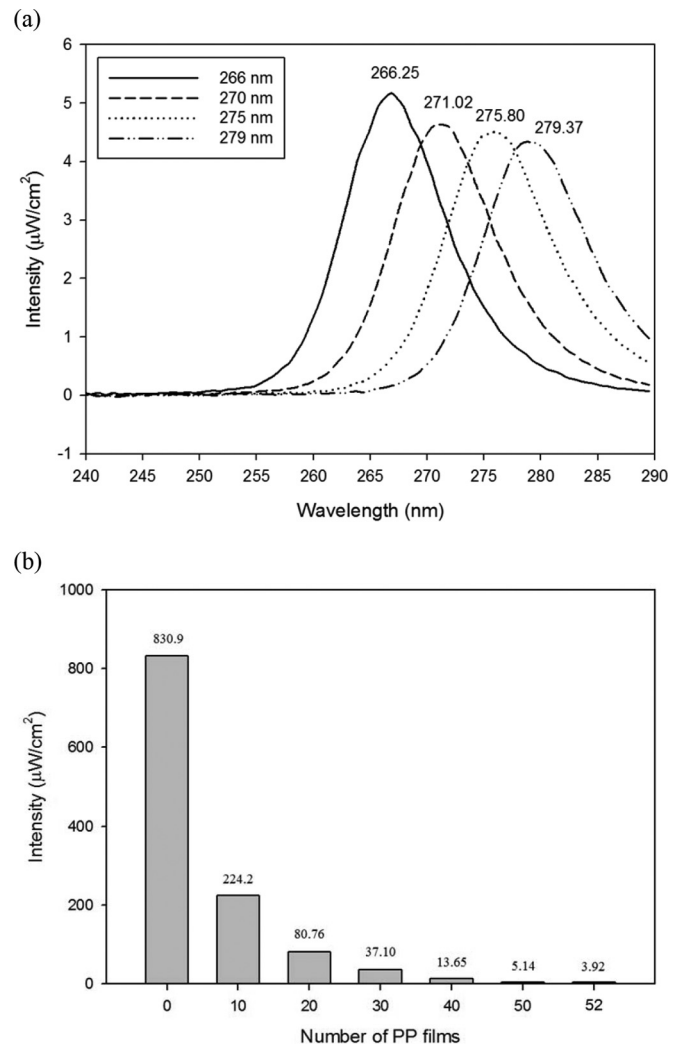 (a)
6
5
4
3
2
1
0
-1
Intensity (µW/cm²)
266 nm
270 nm
275 nm
279 nm
266.25
271.02
275.80
279.37
240 245 250 255 260 265 270 275 280 285 290
Wavelength (nm)
(b)
1000
800
600
400
200
0
Intensity (µW/cm²)
830.9
224.2
80.76
37.10
13.65
5.14
3.92
0 10 20 30 40 50 52
Number of PP films